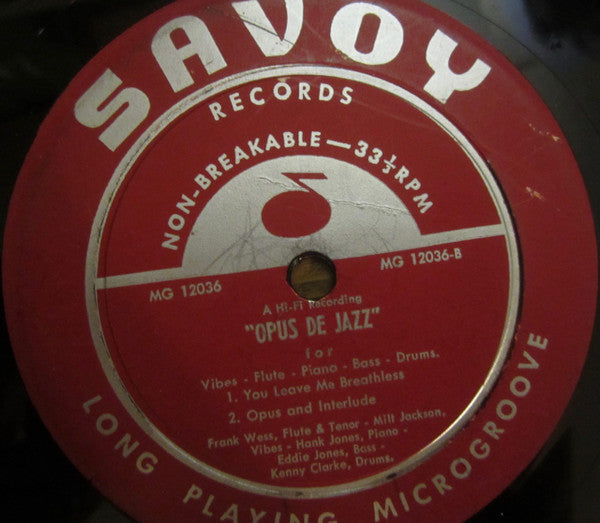 SAVOY
RECORDS
NON-BREAKABLE—33⅓RPM
MG 12036
MG 12036-B
A Hi-Fi Recording
"OPUS DE JAZZ"
for
Vibes - Flute - Piano - Bass - Drums.
1. You Leave Me Breathless
2. Opus and Interlude
Frank Wess, Flute & Tenor - Milt Jackson,
Vibes - Hank Jones, Piano -
Eddie Jones, Bass -
Kenny Clarke, Drums.
LONG PLAYING MICROGROOVE